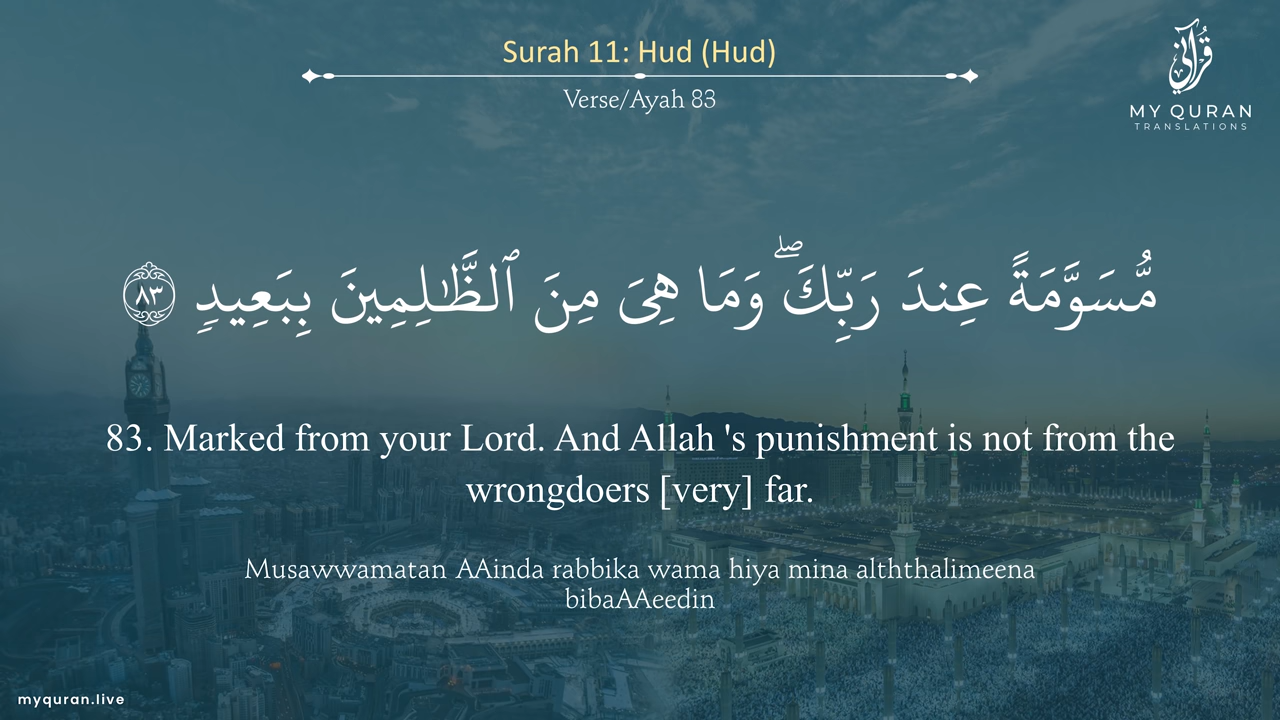 Surah 11: Hud (Hud)
Verse/Ayah 83
قرآني
MY QURAN
TRANSLATIONS
مُّسَوَّمَةً عِندَ رَبِّكَۖ وَمَا هِىَ مِنَ ٱلظَّـٰلِمِينَ بِبَعِيدٍۢ ٨٣
83. Marked from your Lord. And Allah 's punishment is not from the
wrongdoers [very] far.
Musawwamatan AAinda rabbika wama hiya mina alththalimeena
bibaAAeedin
myquran.live